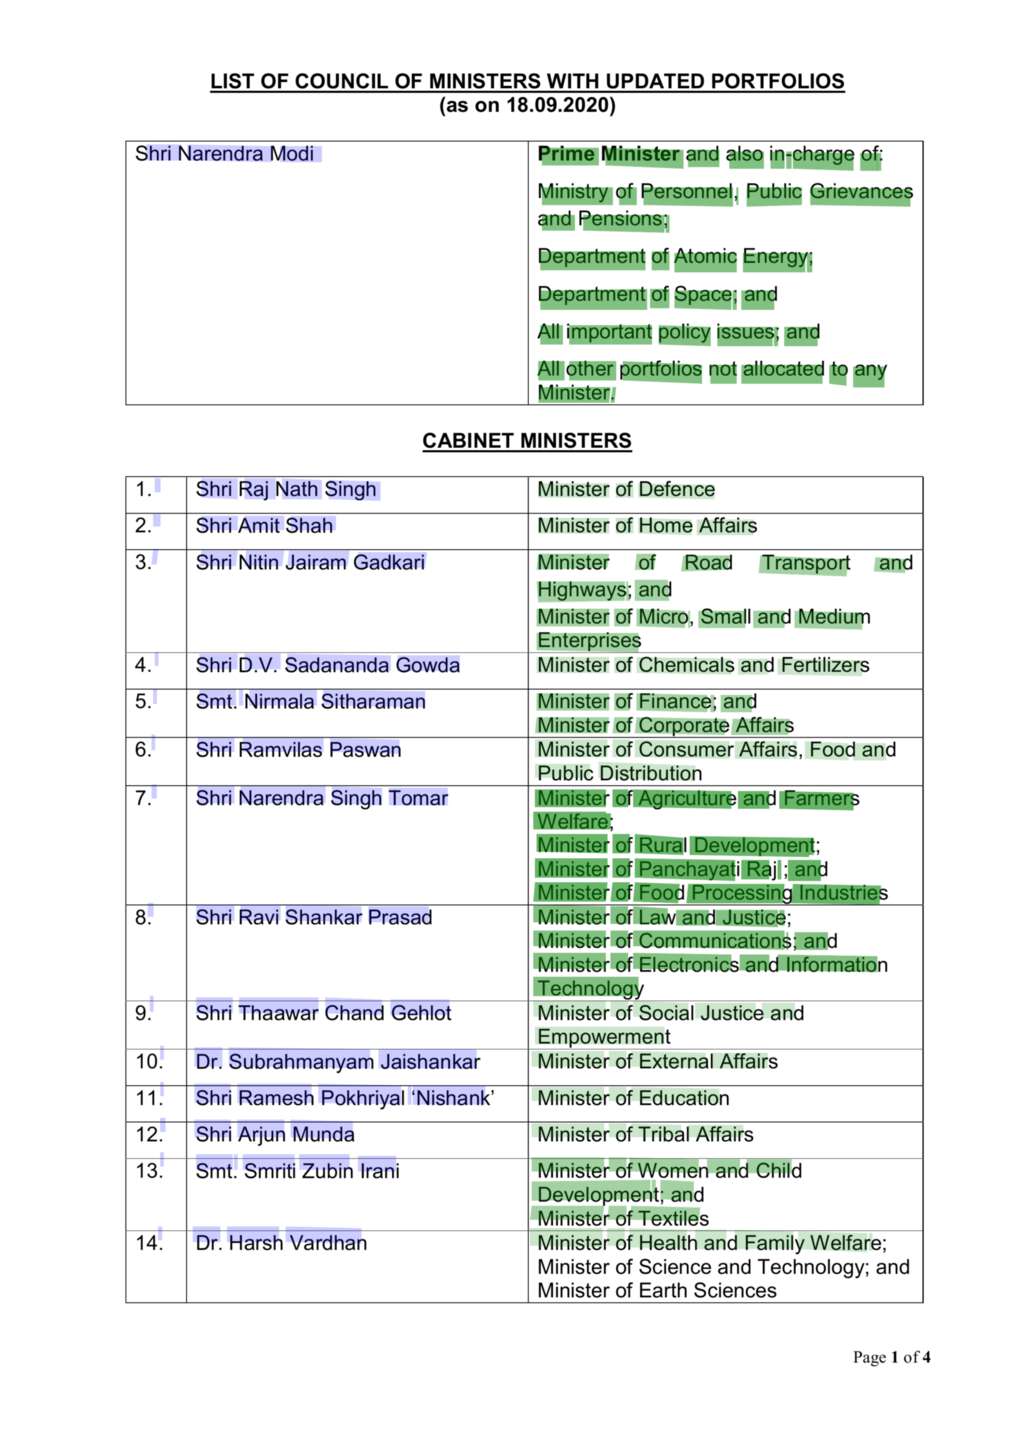 LIST OF COUNCIL OF MINISTERS WITH UPDATED PORTFOLIOS
(as on 18.09.2020)
Shri Narendra Modi
Prime Minister and also in-charge of:
Ministry of Personnel, Public Grievances
and Pensions;
Department of Atomic Energy;
Department of Space; and
All important policy issues; and
All other portfolios not allocated to any
Minister.
CABINET MINISTERS
1. Shri Raj Nath Singh Minister of Defence
2. Shri Amit Shah Minister of Home Affairs
3. Shri Nitin Jairam Gadkari Minister of Road Transport and
Highways; and
Minister of Micro, Small and Medium
Enterprises
4. Shri D.V. Sadananda Gowda Minister of Chemicals and Fertilizers
5. Smt. Nirmala Sitharaman Minister of Finance; and
Minister of Corporate Affairs
6. Shri Ramvilas Paswan Minister of Consumer Affairs, Food and
Public Distribution
7. Shri Narendra Singh Tomar Minister of Agriculture and Farmers
Welfare;
Minister of Rural Development;
Minister of Panchayati Raj ; and
Minister of Food Processing Industries
8. Shri Ravi Shankar Prasad Minister of Law and Justice;
Minister of Communications; and
Minister of Electronics and Information
Technology
9. Shri Thaawar Chand Gehlot Minister of Social Justice and
Empowerment
10. Dr. Subrahmanyam Jaishankar Minister of External Affairs
11. Shri Ramesh Pokhriyal ‘Nishank’ Minister of Education
12. Shri Arjun Munda Minister of Tribal Affairs
13. Smt. Smriti Zubin Irani Minister of Women and Child
Development; and
Minister of Textiles
14. Dr. Harsh Vardhan Minister of Health and Family Welfare;
Minister of Science and Technology; and
Minister of Earth Sciences
Page 1 of 4